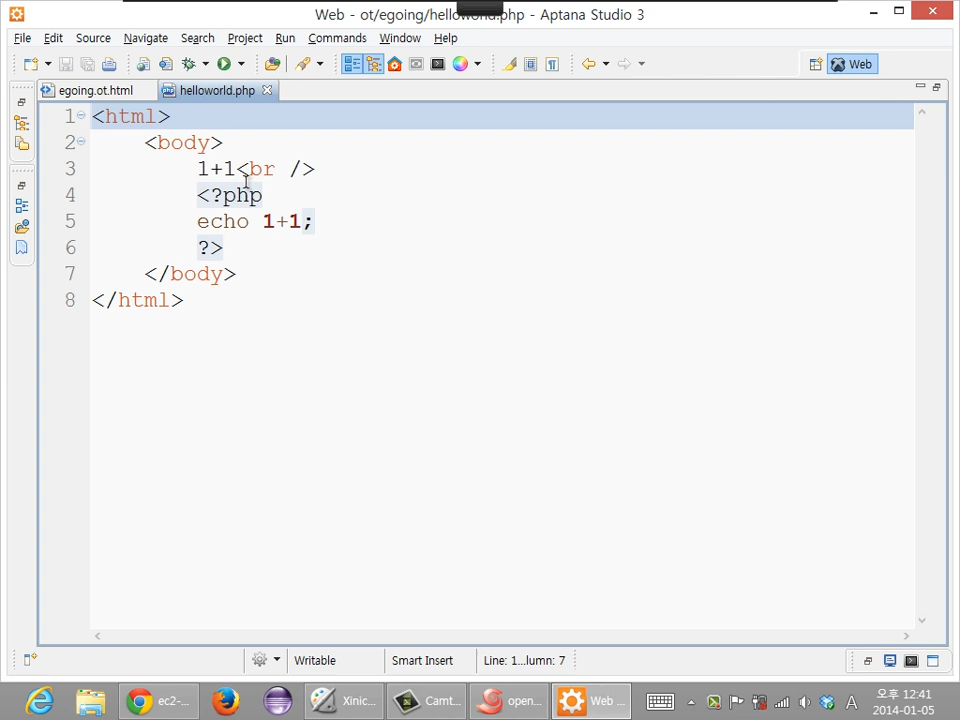 Web - ot/egoing/helloworld.php - Aptana Studio 3
File Edit Source Navigate Search Project Run Commands Window Help
Web
egoing.ot.html helloworld.php
1 <html>
2 <body>
3 1+1<br />
4 <?php
5 echo 1+1;
6 ?>
7 </body>
8 </html>
Writable Smart Insert Line: 1...lumn: 7
ec2-... Xinic... Camt... open... Web ... A 오후 12:41
2014-01-05